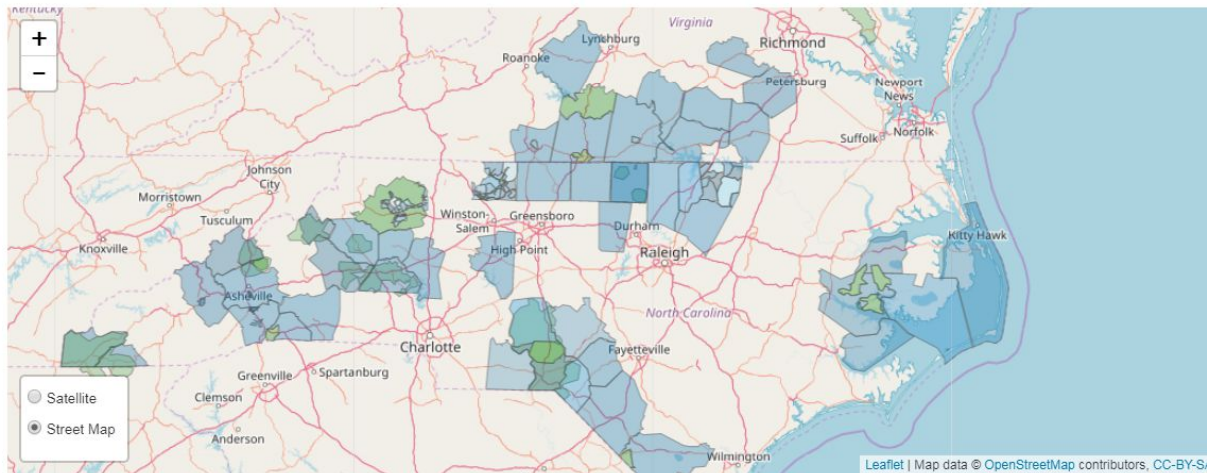 Kentucky
Virginia
+
−
Lynchburg
Roanoke
Richmond
Petersburg
Newport
News
Norfolk
Suffolk
Johnson
City
Morristown
Tusculum
Knoxville
Winston-
Salem
Greensboro
High Point
Durham
Raleigh
Kitty Hawk
Asheville
North Carolina
Charlotte
Fayetteville
Greenville
Spartanburg
Clemson
Anderson
Wilmington
Satellite
Street Map
Leaflet | Map data © OpenStreetMap contributors, CC-BY-SA